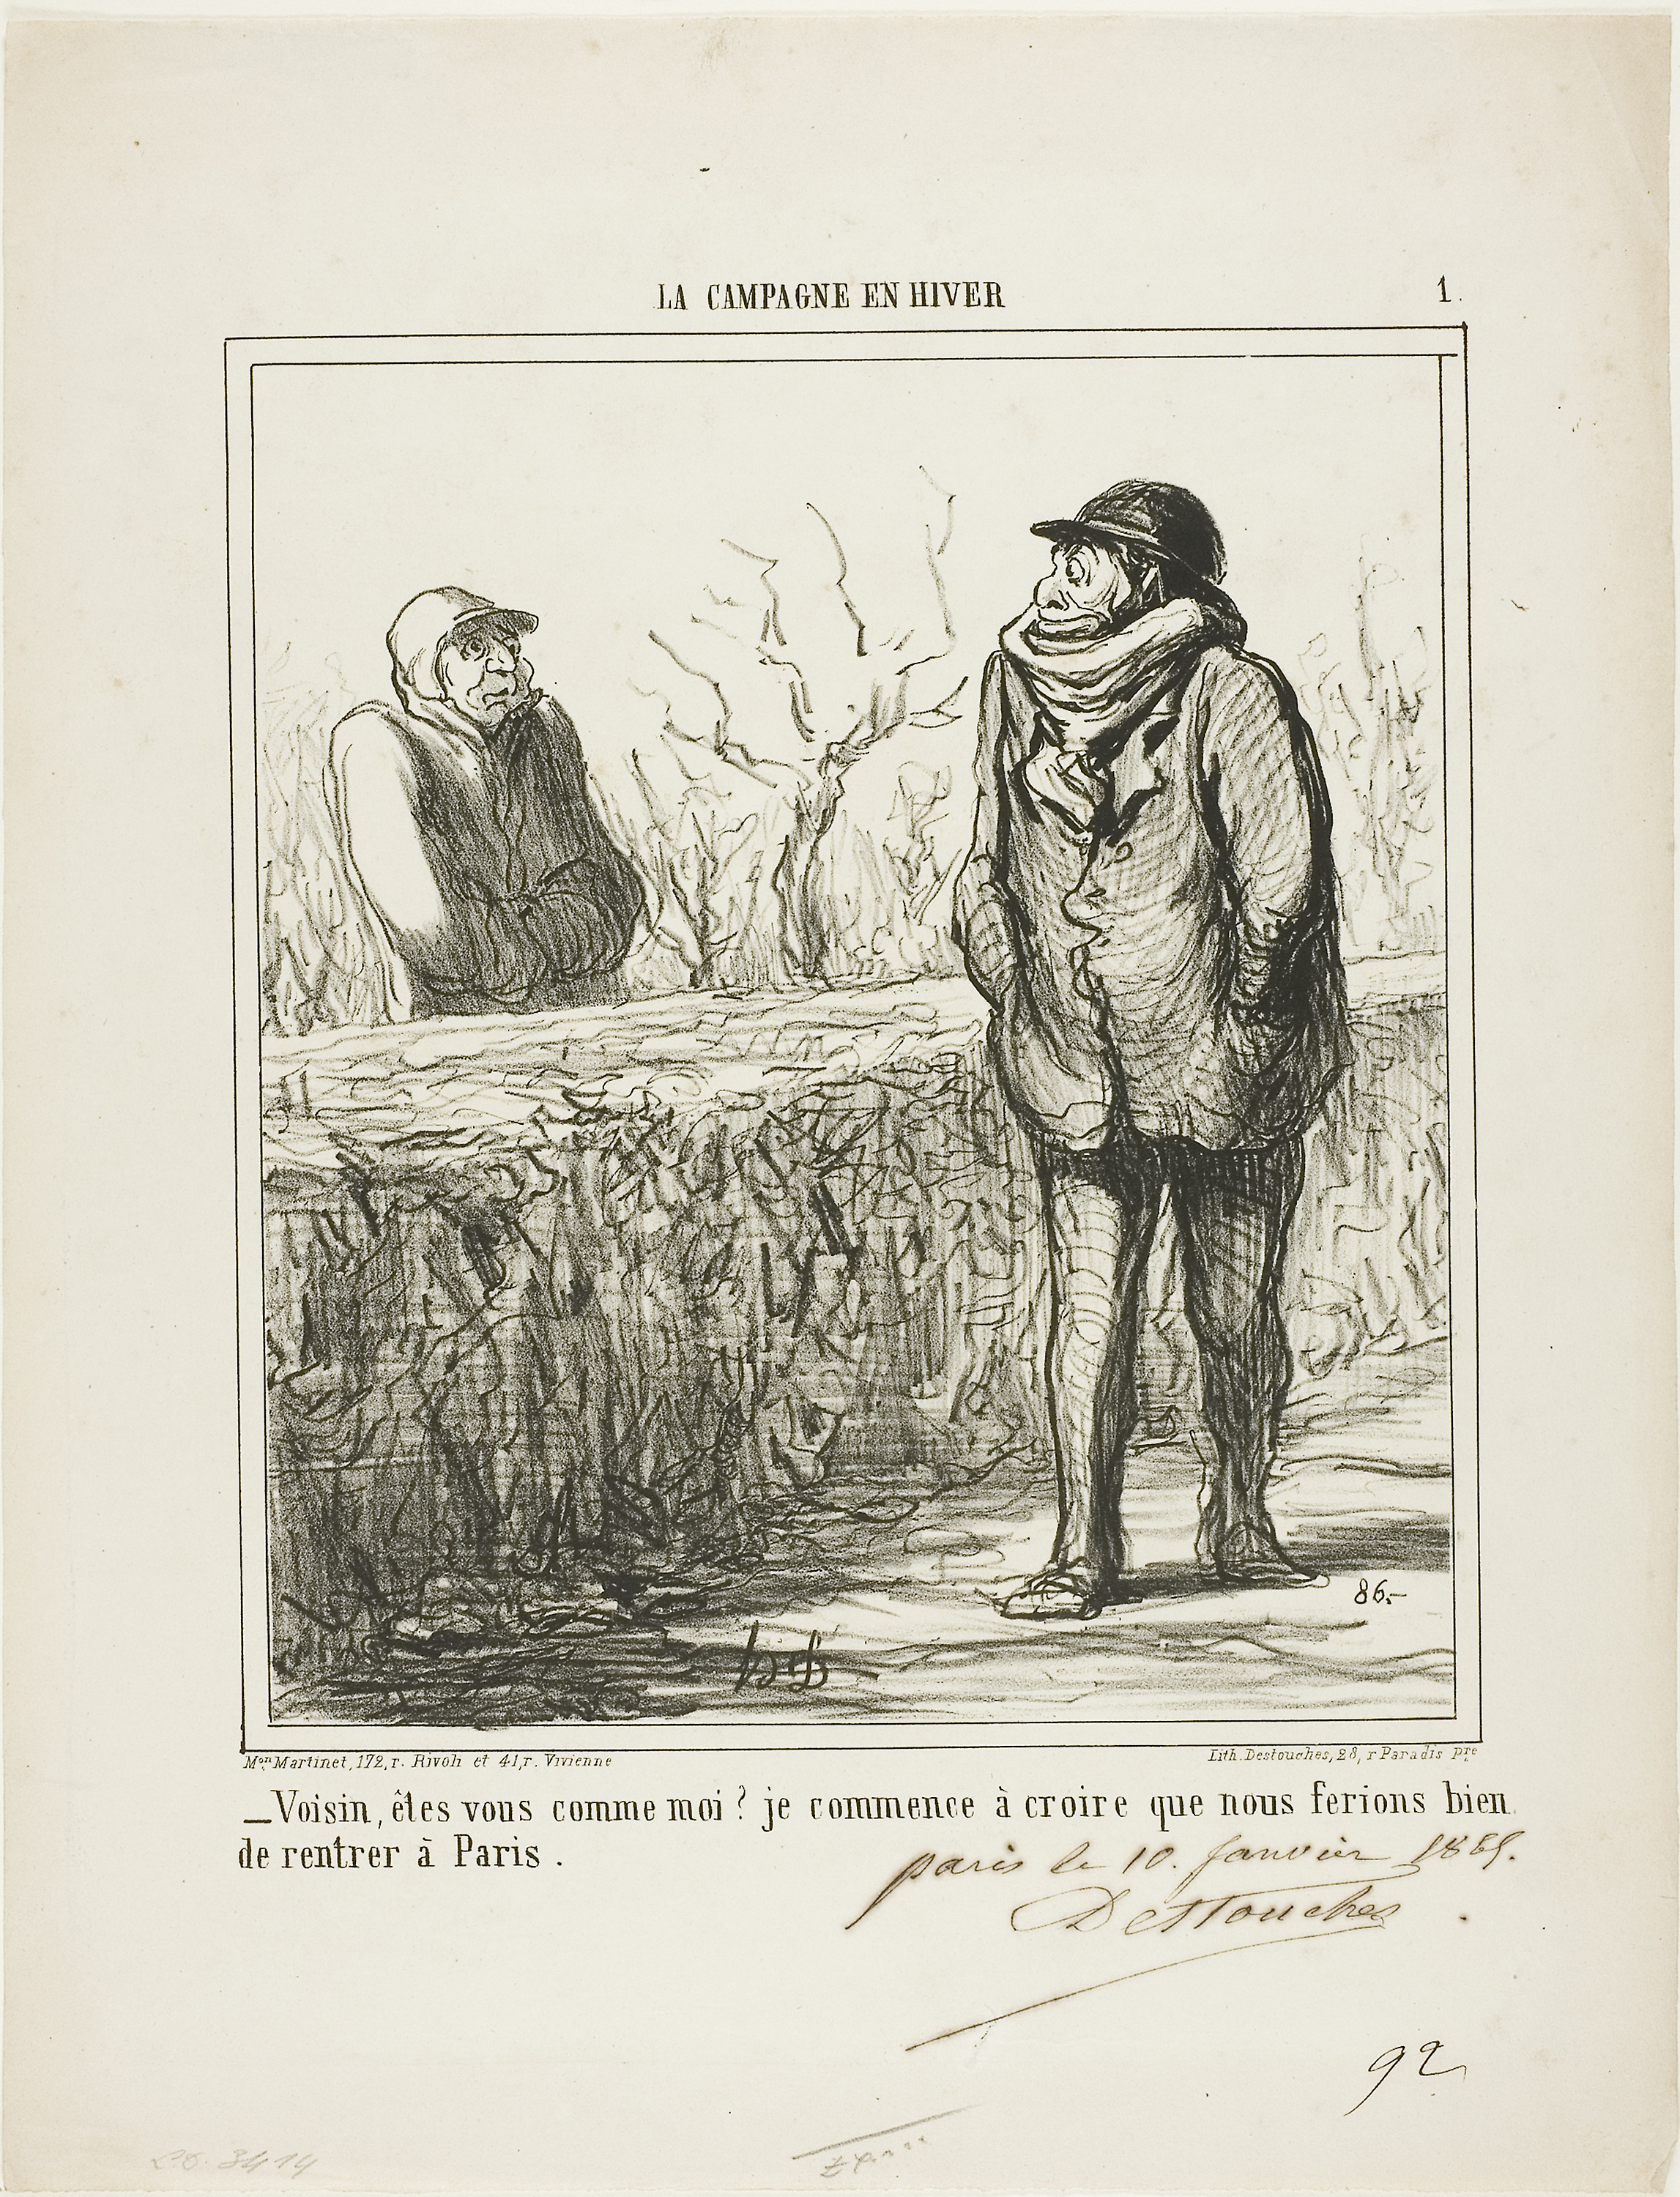 LA CAMPAGNE EN HIVER
1.
86.
h.D.
Mon Martinet, 172, r. Rivoli et 41, r. Vivienne
Lith. Destouches, 28, r Paradis Pre
_Voisin, êtes vous comme moi? je commence à croire que nous ferions bien
de rentrer à Paris.
paris le 10. Janvier 1865.
Destouches
92
L.D. 3414